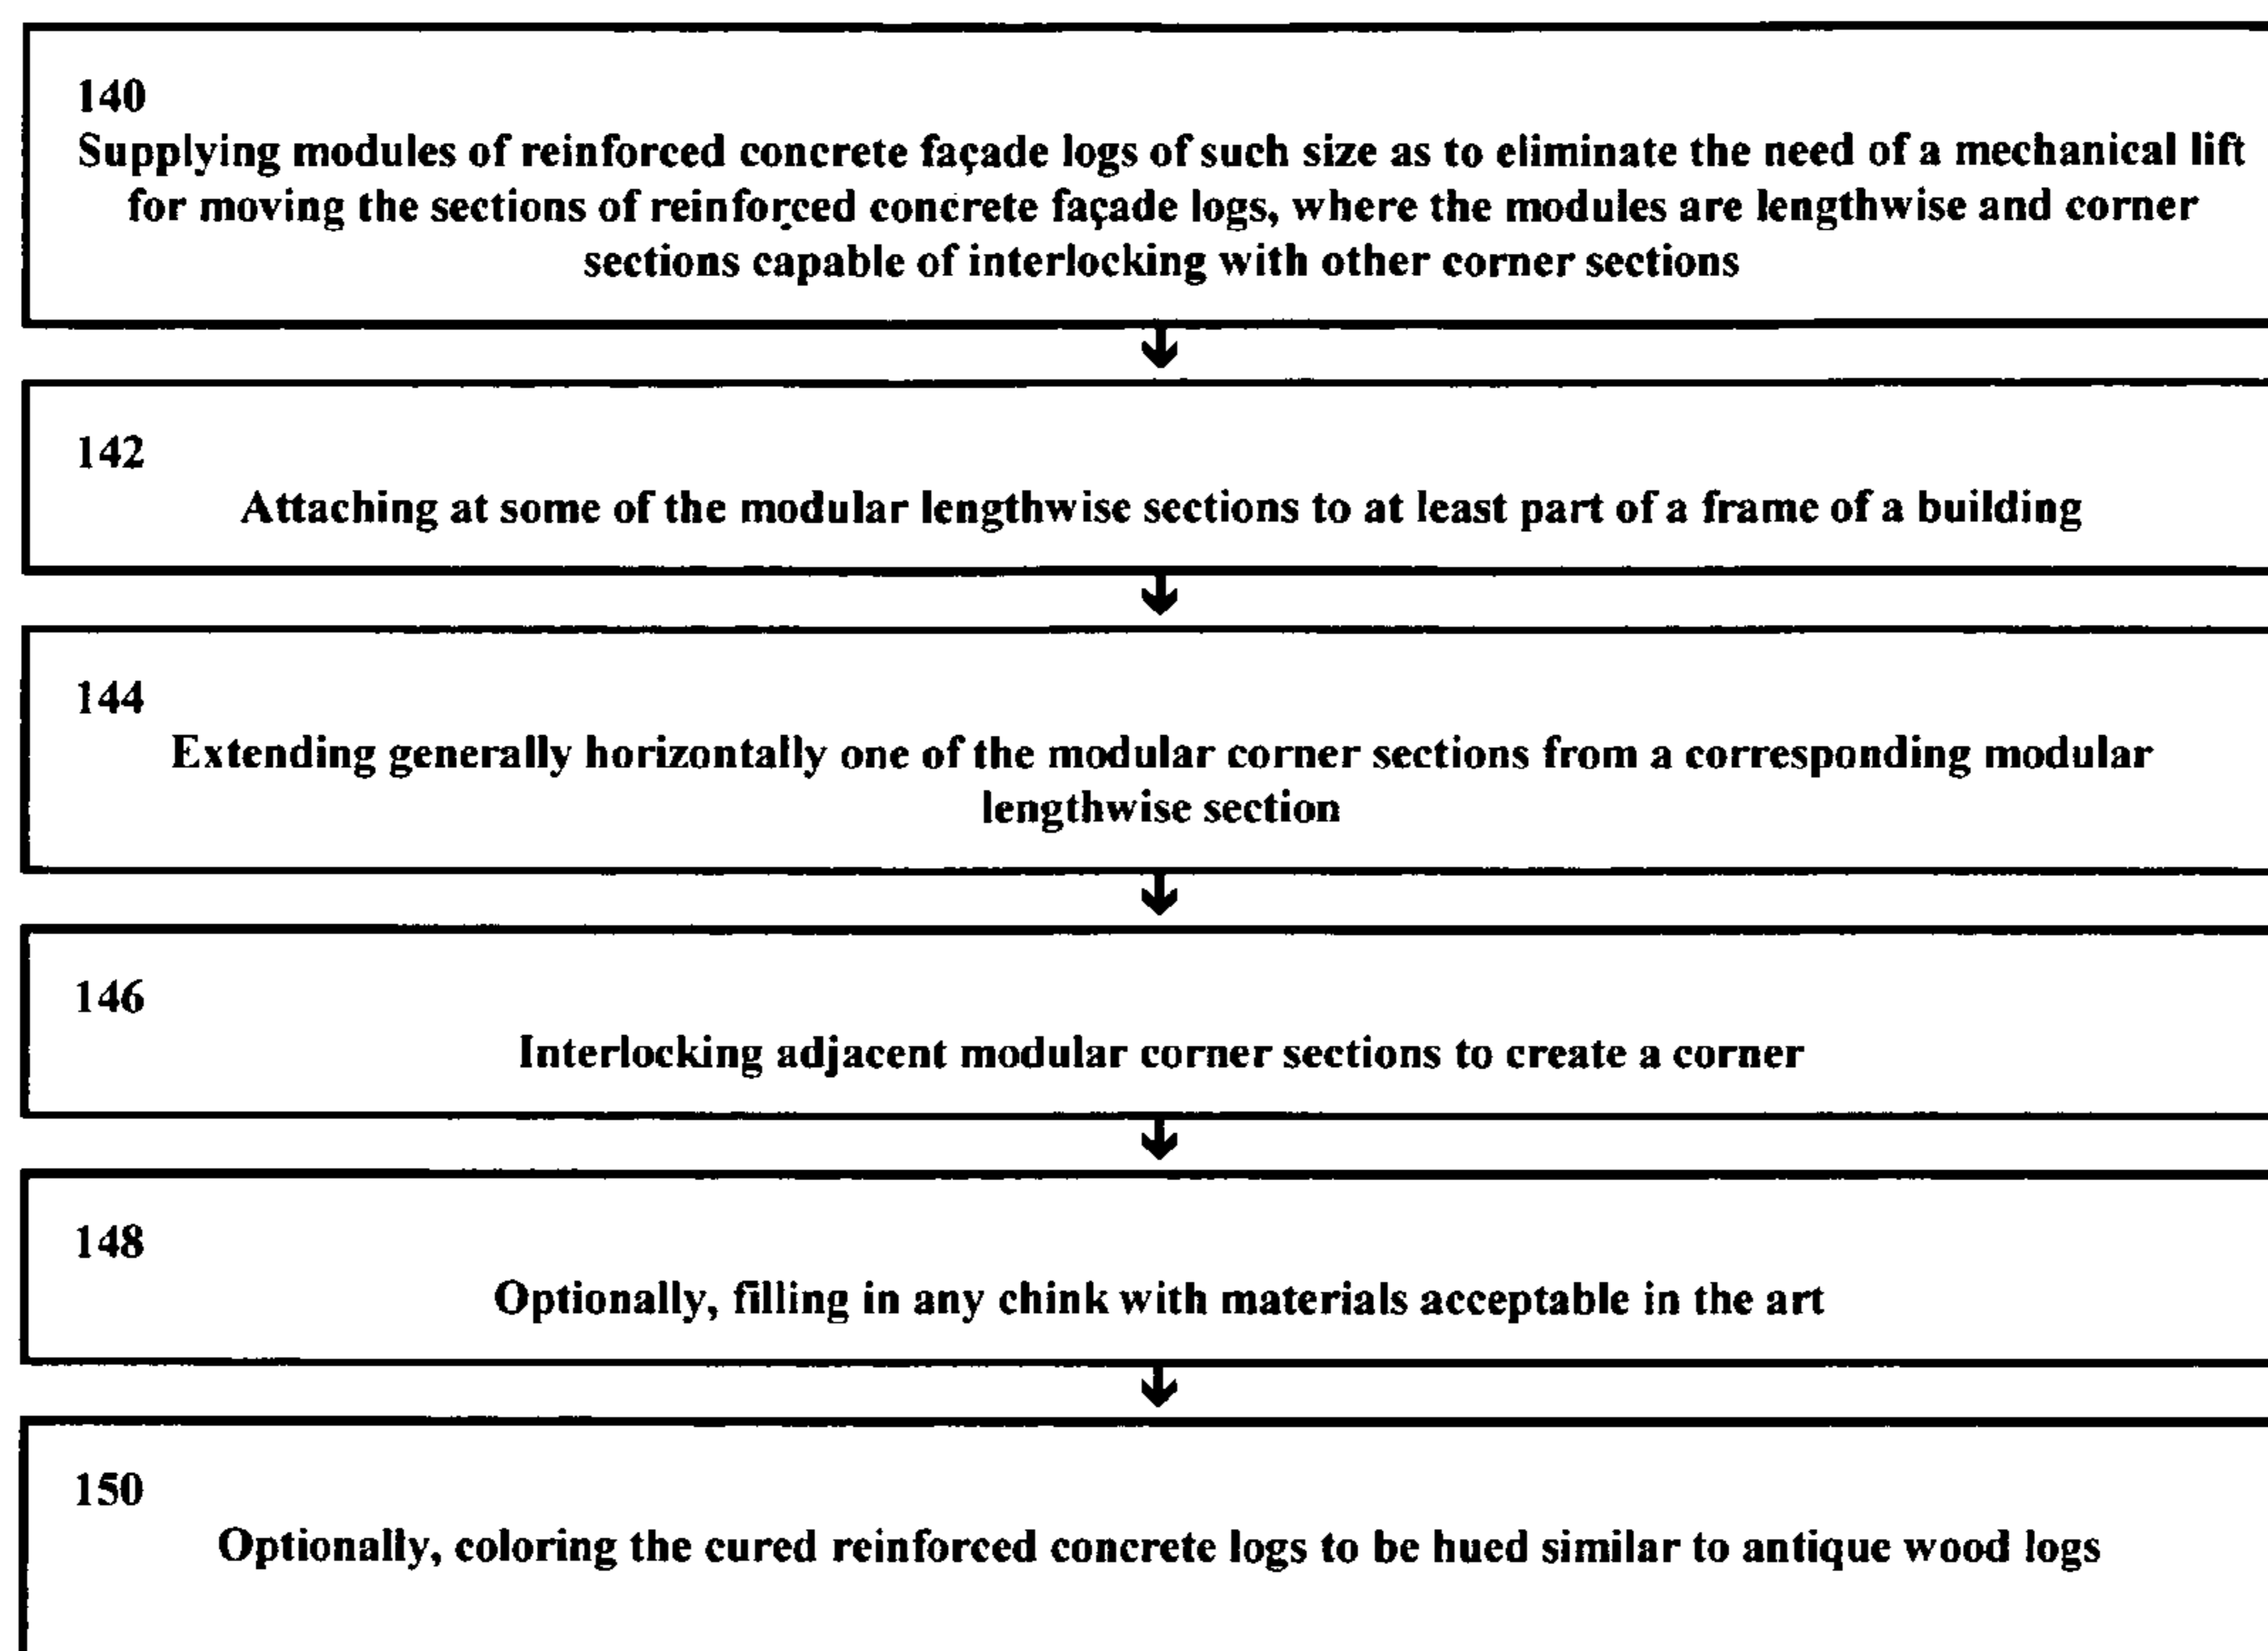 140
Supplying modules of reinforced concrete façade logs of such size as to eliminate the need of a mechanical lift
for moving the sections of reinforced concrete façade logs, where the modules are lengthwise and corner
sections capable of interlocking with other corner sections
142
Attaching at some of the modular lengthwise sections to at least part of a frame of a building
144
Extending generally horizontally one of the modular corner sections from a corresponding modular
lengthwise section
146
Interlocking adjacent modular corner sections to create a corner
148
Optionally, filling in any chink with materials acceptable in the art
150
Optionally, coloring the cured reinforced concrete logs to be hued similar to antique wood logs